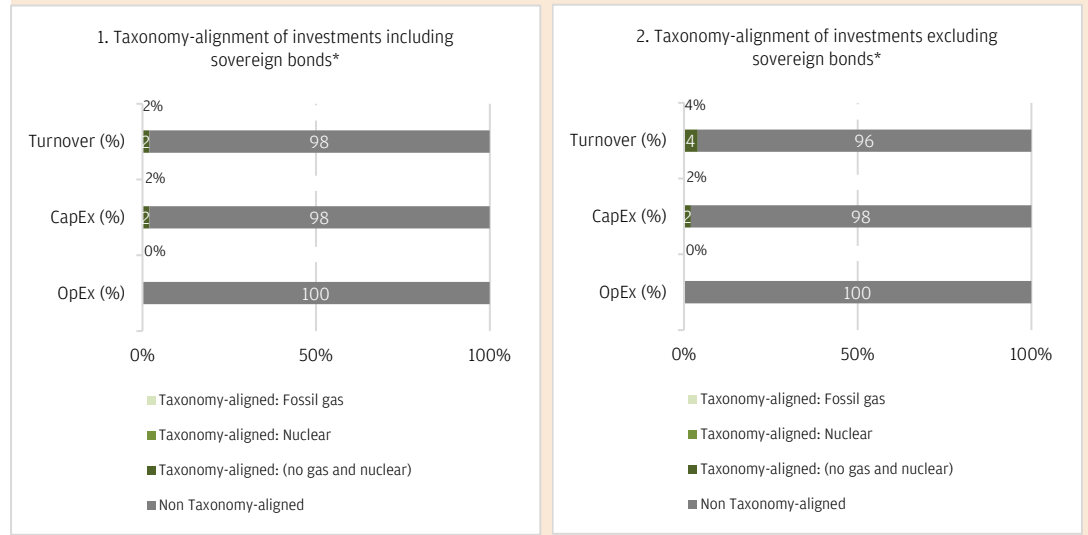 1. Taxonomy-alignment of investments including
sovereign bonds*
2%
Turnover (%)
2
98
2%
CapEx (%)
2
98
0%
OpEx (%)
100
0%
50%
100%
Taxonomy-aligned: Fossil gas
Taxonomy-aligned: Nuclear
Taxonomy-aligned: (no gas and nuclear)
Non Taxonomy-aligned
2. Taxonomy-alignment of investments excluding
sovereign bonds*
4%
Turnover (%)
4
96
2%
CapEx (%)
2
98
0%
OpEx (%)
100
0%
50%
100%
Taxonomy-aligned: Fossil gas
Taxonomy-aligned: Nuclear
Taxonomy-aligned: (no gas and nuclear)
Non Taxonomy-aligned